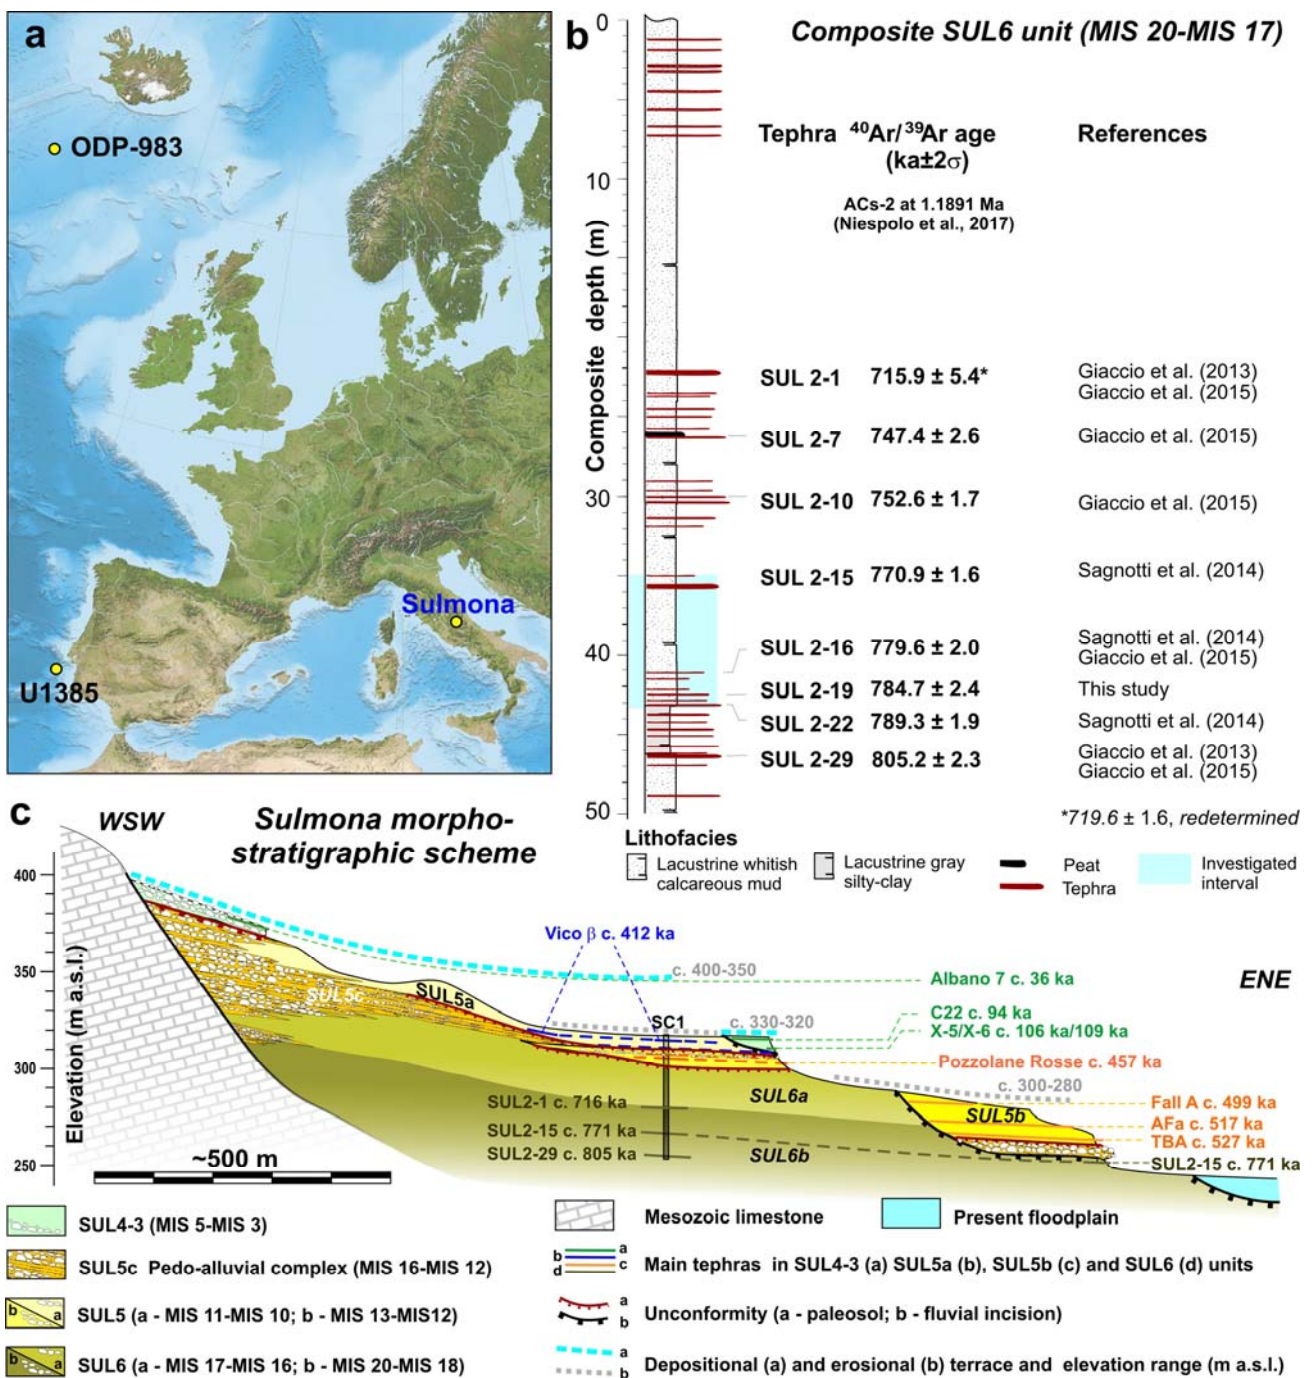 a
ODP-983
Sulmona
U1385
b
Composite SUL6 unit (MIS 20-MIS 17)
Composite depth (m)
0
10
30
40
50
Tephra
40Ar/39Ar age
(ka±2σ)
References
ACs-2 at 1.1891 Ma
(Niespolo et al., 2017)
SUL 2-1 715.9 ± 5.4* Giaccio et al. (2013)
Giaccio et al. (2015)
SUL 2-7 747.4 ± 2.6 Giaccio et al. (2015)
SUL 2-10 752.6 ± 1.7 Giaccio et al. (2015)
SUL 2-15 770.9 ± 1.6 Sagnotti et al. (2014)
SUL 2-16 779.6 ± 2.0 Sagnotti et al. (2014)
Giaccio et al. (2015)
SUL 2-19 784.7 ± 2.4 This study
SUL 2-22 789.3 ± 1.9 Sagnotti et al. (2014)
SUL 2-29 805.2 ± 2.3 Giaccio et al. (2013)
Giaccio et al. (2015)
*719.6 ± 1.6, redetermined
Lithofacies
Lacustrine whitish
calcareous mud
Lacustrine gray
silty-clay
Peat
Tephra
Investigated
interval
c
WSW
Sulmona morpho-
stratigraphic scheme
ENE
Elevation (m a.s.l.)
400
350
300
250
~500 m
Vico β c. 412 ka
c. 400-350
Albano 7 c. 36 ka
SUL5c
SUL5a
SC1
c. 330-320
C22 c. 94 ka
X-5/X-6 c. 106 ka/109 ka
Pozzolane Rosse c. 457 ka
c. 300-280
SUL6a
SUL2-1 c. 716 ka
SUL5b
Fall A c. 499 ka
AFa c. 517 ka
TBA c. 527 ka
SUL2-15 c. 771 ka
SUL2-29 c. 805 ka
SUL6b
SUL2-15 c. 771 ka
SUL4-3 (MIS 5-MIS 3)
SUL5c Pedo-alluvial complex (MIS 16-MIS 12)
b a
SUL5 (a - MIS 11-MIS 10; b - MIS 13-MIS12)
b a
SUL6 (a - MIS 17-MIS 16; b - MIS 20-MIS 18)
Mesozoic limestone
Present floodplain
b d a c
Main tephras in SUL4-3 (a) SUL5a (b), SUL5b (c) and SUL6 (d) units
a b
Unconformity (a - paleosol; b - fluvial incision)
a b
Depositional (a) and erosional (b) terrace and elevation range (m a.s.l.)